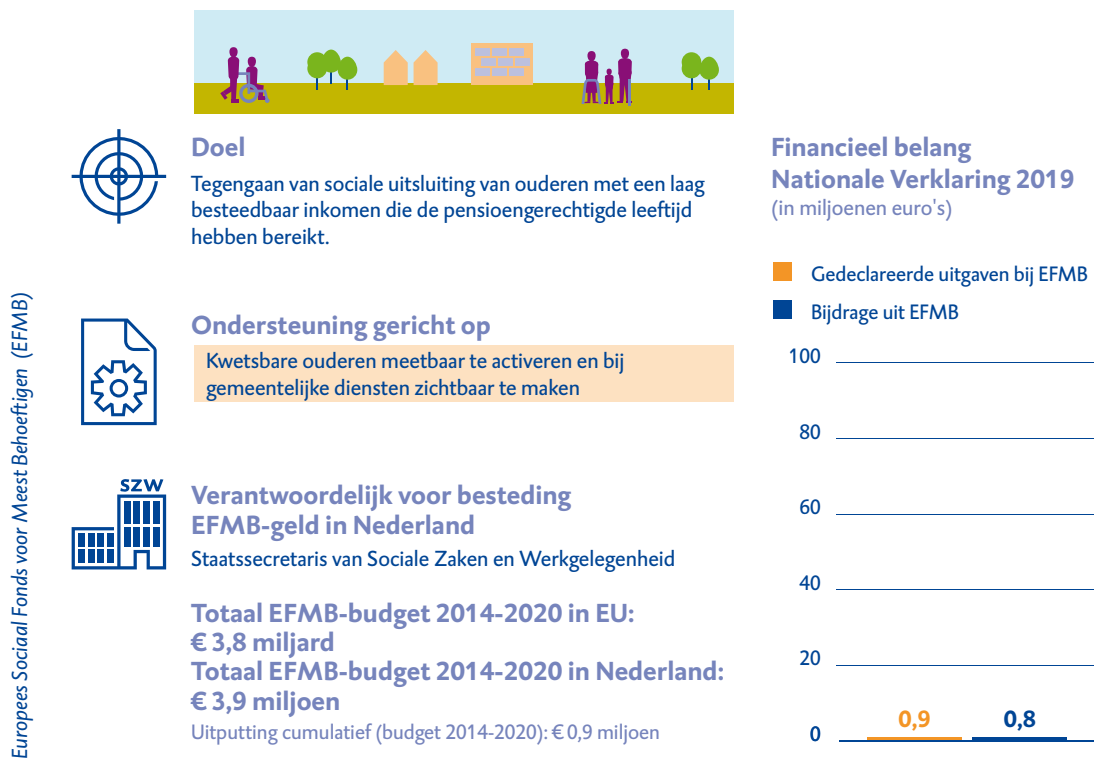 Europees Sociaal Fonds voor Meest Behoeftigen (EFMB)
Doel
Tegengaan van sociale uitsluiting van ouderen met een laag
besteedbaar inkomen die de pensioengerechtigde leeftijd
hebben bereikt.
Ondersteuning gericht op
Kwetsbare ouderen meetbaar te activeren en bij
gemeentelijke diensten zichtbaar te maken
SZW
Verantwoordelijk voor besteding
EFMB-geld in Nederland
Staatssecretaris van Sociale Zaken en Werkgelegenheid
Totaal EFMB-budget 2014-2020 in EU:
€ 3,8 miljard
Totaal EFMB-budget 2014-2020 in Nederland:
€ 3,9 miljoen
Uitputting cumulatief (budget 2014-2020): € 0,9 miljoen
Financieel belang
Nationale Verklaring 2019
(in miljoenen euro's)
Gedeclareerde uitgaven bij EFMB
Bijdrage uit EFMB
100
80
60
40
20
0
0,9
0,8